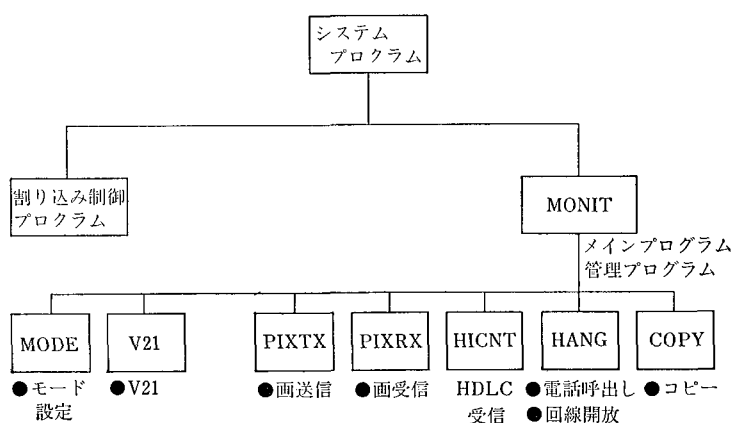 システム
プログラム
割り込み制御
プログラム
MONIT
メインプログラム
管理プログラム
MODE
V21
PIXTX
PIXRX
HICNT
HANG
COPY
●モード
設定
●V21
●画送信
●画受信
HDLC
受信
●電話呼出し
●回線開放
●コピー